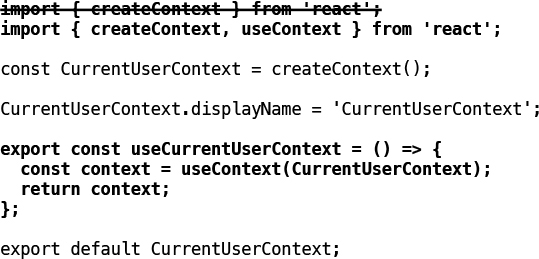 import { createContext } from 'react';
import { createContext, useContext } from 'react';
const CurrentUserContext = createContext();
CurrentUserContext.displayName = 'CurrentUserContext';
export const useCurrentUserContext = () => {
  const context = useContext(CurrentUserContext);
  return context;
};
export default CurrentUserContext;